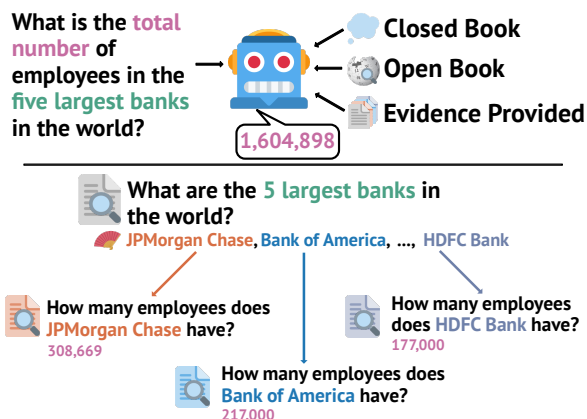 What is the total
number of
employees in the
five largest banks
in the world?
Closed Book
Open Book
Evidence Provided
1,604,898
What are the 5 largest banks in
the world?
JPMorgan Chase, Bank of America, ..., HDFC Bank
How many employees does
JPMorgan Chase have?
308,669
How many employees
does HDFC Bank have?
177,000
How many employees does
Bank of America have?
217,000